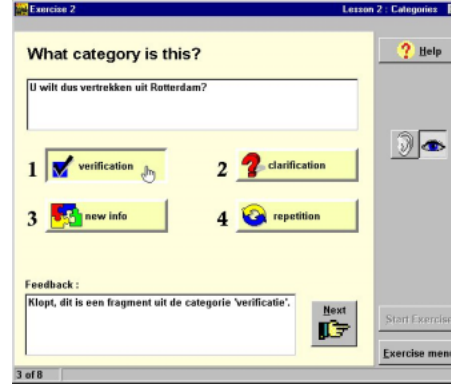 Exercise 2 Lesson 2 : Categories
What category is this?
Help
U wilt dus vertrekken uit Rotterdam?
1 verification
2 clarification
3 new info
4 repetition
Feedback :
Klopt, dit is een fragment uit de categorie 'verificatie'.
Next
Start Exercise
Exercise menu
3 of 8